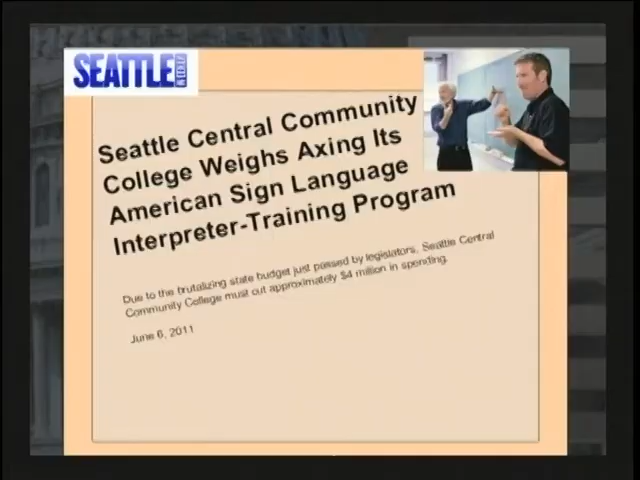 SEATTLE WEEKLY
Seattle Central Community
College Weighs Axing Its
American Sign Language
Interpreter-Training Program
Due to the brutalizing state budget just passed by legislators, Seattle Central
Community College must cut approximately $4 million in spending.
June 6, 2011